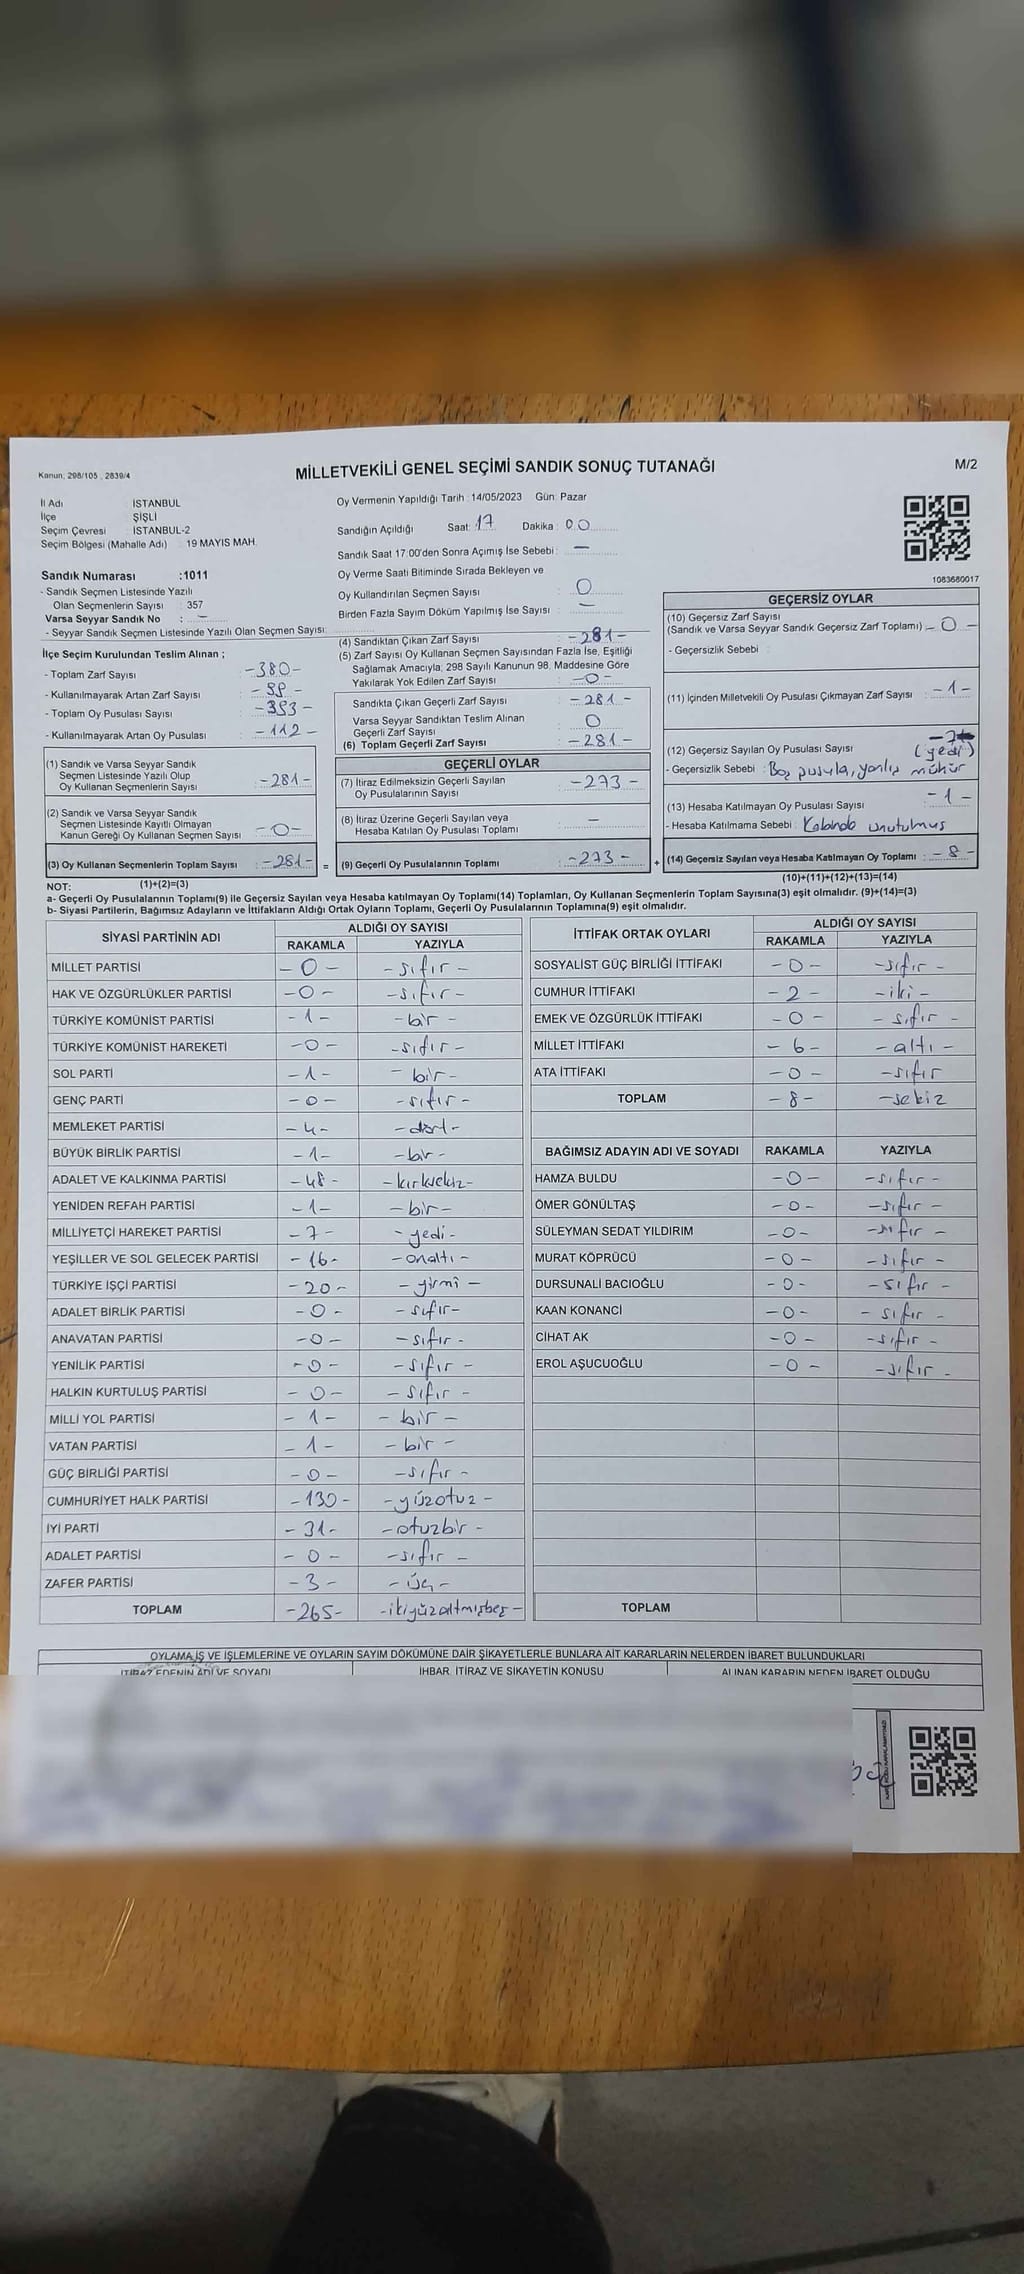 Kanun: 298/105 , 2839/4
MİLLETVEKİLİ GENEL SEÇİMİ SANDIK SONUÇ TUTANAĞI
M/2
İl Adı İSTANBUL
İlçe ŞİŞLİ
Seçim Çevresi İSTANBUL-2
Seçim Bölgesi (Mahalle Adı) 19 MAYIS MAH.
Sandık Numarası :1011
- Sandık Seçmen Listesinde Yazılı
Olan Seçmenlerin Sayısı : 357
Varsa Seyyar Sandık No : -
- Seyyar Sandık Seçmen Listesinde Yazılı Olan Seçmen Sayısı:
İlçe Seçim Kurulundan Teslim Alınan ;
- Toplam Zarf Sayısı -380-
- Kullanılmayarak Artan Zarf Sayısı - 99 -
- Toplam Oy Pusulası Sayısı -393-
- Kullanılmayarak Artan Oy Pusulası -112-
(1) Sandık ve Varsa Seyyar Sandık
Seçmen Listesinde Yazılı Olup
Oy Kullanan Seçmenlerin Sayısı -281-
(2) Sandık ve Varsa Seyyar Sandık
Seçmen Listesinde Kayıtlı Olmayan
Kanun Gereği Oy Kullanan Seçmen Sayısı -0-
(3) Oy Kullanan Seçmenlerin Toplam Sayısı -281- =
Oy Vermenin Yapıldığı Tarih :14/05/2023 Gün: Pazar
Sandığın Açıldığı Saat: 17 Dakika : 00
Sandık Saat 17:00'den Sonra Açımış İse Sebebi : -
Oy Verme Saati Bitiminde Sırada Bekleyen ve
Oy Kullandırılan Seçmen Sayısı : 0
Birden Fazla Sayım Döküm Yapılmış İse Sayısı : -
(4) Sandıktan Çıkan Zarf Sayısı -281-
(5) Zarf Sayısı Oy Kullanan Seçmen Sayısından Fazla İse, Eşitliği
Sağlamak Amacıyla, 298 Sayılı Kanunun 98. Maddesine Göre
Yakılarak Yok Edilen Zarf Sayısı : -0-
Sandıkta Çıkan Geçerli Zarf Sayısı : -281-
Varsa Seyyar Sandıktan Teslim Alınan
Geçerli Zarf Sayısı : 0
(6) Toplam Geçerli Zarf Sayısı : -281-
GEÇERLİ OYLAR
(7) İtiraz Edilmeksizin Geçerli Sayılan
Oy Pusulalarının Sayısı : -273-
(8) İtiraz Üzerine Geçerli Sayılan veya
Hesaba Katılan Oy Pusulası Toplamı : -
(9) Geçerli Oy Pusulalarının Toplamı : -273- +
1083680017
GEÇERSİZ OYLAR
(10) Geçersiz Zarf Sayısı
(Sandık ve Varsa Seyyar Sandık Geçersiz Zarf Toplamı) - 0 -
- Geçersizlik Sebebi :
(11) İçinden Milletvekili Oy Pusulası Çıkmayan Zarf Sayısı : -1-
(12) Geçersiz Sayılan Oy Pusulası Sayısı -7- (yedi)
- Geçersizlik Sebebi : Boş pusula, yanlış mühür
(13) Hesaba Katılmayan Oy Pusulası Sayısı : -1-
- Hesaba Katılmama Sebebi : Kabinde unutulmuş
(14) Geçersiz Sayılan veya Hesaba Katılmayan Oy Toplamı : -8-
NOT: (1)+(2)=(3)
(10)+(11)+(12)+(13)=(14)
a- Geçerli Oy Pusulalarının Toplamı(9) ile Geçersiz Sayılan veya Hesaba katılmayan Oy Toplamı(14) Toplamları, Oy Kullanan Seçmenlerin Toplam Sayısına(3) eşit olmalıdır. (9)+(14)=(3)
b- Siyasi Partilerin, Bağımsız Adayların ve İttifakların Aldığı Ortak Oyların Toplamı, Geçerli Oy Pusulalarının Toplamına(9) eşit olmalıdır.
SİYASİ PARTİNİN ADI ALDIĞI OY SAYISI
RAKAMLA YAZIYLA
MİLLET PARTİSİ -0- -sıfır-
HAK VE ÖZGÜRLÜKLER PARTİSİ -0- -sıfır-
TÜRKİYE KOMÜNİST PARTİSİ -1- -bir-
TÜRKİYE KOMÜNİST HAREKETİ -0- -sıfır-
SOL PARTİ -1- -bir-
GENÇ PARTİ -0- -sıfır-
MEMLEKET PARTİSİ -4- -dört-
BÜYÜK BİRLİK PARTİSİ -1- -bir-
ADALET VE KALKINMA PARTİSİ -48- -kırksekiz-
YENİDEN REFAH PARTİSİ -1- -bir-
MİLLİYETÇİ HAREKET PARTİSİ -7- -yedi-
YEŞİLLER VE SOL GELECEK PARTİSİ -16- -onaltı-
TÜRKİYE İŞÇİ PARTİSİ -20- -yirmi-
ADALET BİRLİK PARTİSİ -0- -sıfır-
ANAVATAN PARTİSİ -0- -sıfır-
YENİLİK PARTİSİ -0- -sıfır-
HALKIN KURTULUŞ PARTİSİ -0- -sıfır-
MİLLİ YOL PARTİSİ -1- -bir-
VATAN PARTİSİ -1- -bir-
GÜÇ BİRLİĞİ PARTİSİ -0- -sıfır-
CUMHURİYET HALK PARTİSİ -130- -yüzotuz-
İYİ PARTİ -31- -otuzbir-
ADALET PARTİSİ -0- -sıfır-
ZAFER PARTİSİ -3- -üç-
TOPLAM -265- -ikiyüzaltmışbeş-
İTTİFAK ORTAK OYLARI ALDIĞI OY SAYISI
RAKAMLA YAZIYLA
SOSYALİST GÜÇ BİRLİĞİ İTTİFAKI -0- -sıfır-
CUMHUR İTTİFAKI -2- -iki-
EMEK VE ÖZGÜRLÜK İTTİFAKI -0- -sıfır-
MİLLET İTTİFAKI -6- -altı-
ATA İTTİFAKI -0- -sıfır
TOPLAM -8- -sekiz
BAĞIMSIZ ADAYIN ADI VE SOYADI RAKAMLA YAZIYLA
HAMZA BULDU -0- -sıfır-
ÖMER GÖNÜLTAŞ -0- -sıfır-
SÜLEYMAN SEDAT YILDIRIM -0- -sıfır-
MURAT KÖPRÜCÜ -0- -sıfır-
DURSUNALİ BACIOĞLU -0- -sıfır-
KAAN KONANCİ -0- -sıfır-
CİHAT AK -0- -sıfır-
EROL AŞUCUOĞLU -0- -sıfır-
TOPLAM
OYLAMA İŞ VE İŞLEMLERİNE VE OYLARIN SAYIM DÖKÜMÜNE DAİR ŞİKAYETLERLE BUNLARA AİT KARARLARIN NELERDEN İBARET BULUNDUKLARI
İTİRAZ EDENİN ADI VE SOYADI İHBAR, İTİRAZ VE ŞİKAYETİN KONUSU ALINAN KARARIN NEDEN İBARET OLDUĞU